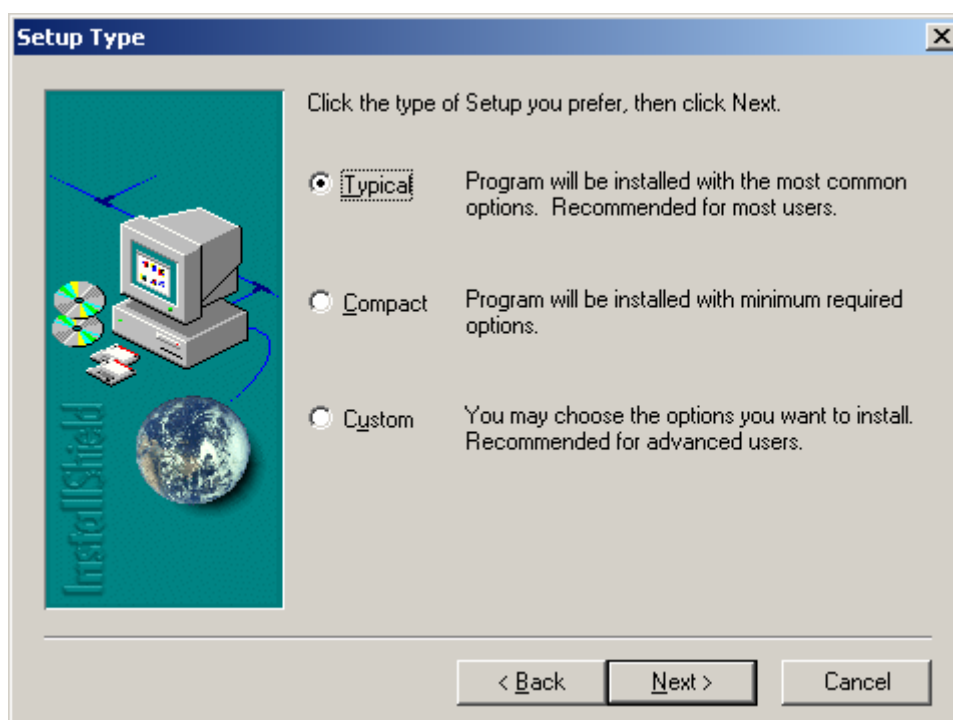 Setup Type
Click the type of Setup you prefer, then click Next.
Typical
Program will be installed with the most common
options.  Recommended for most users.
Compact
Program will be installed with minimum required
options.
Custom
You may choose the options you want to install.
Recommended for advanced users.
InstallShield
< Back
Next >
Cancel